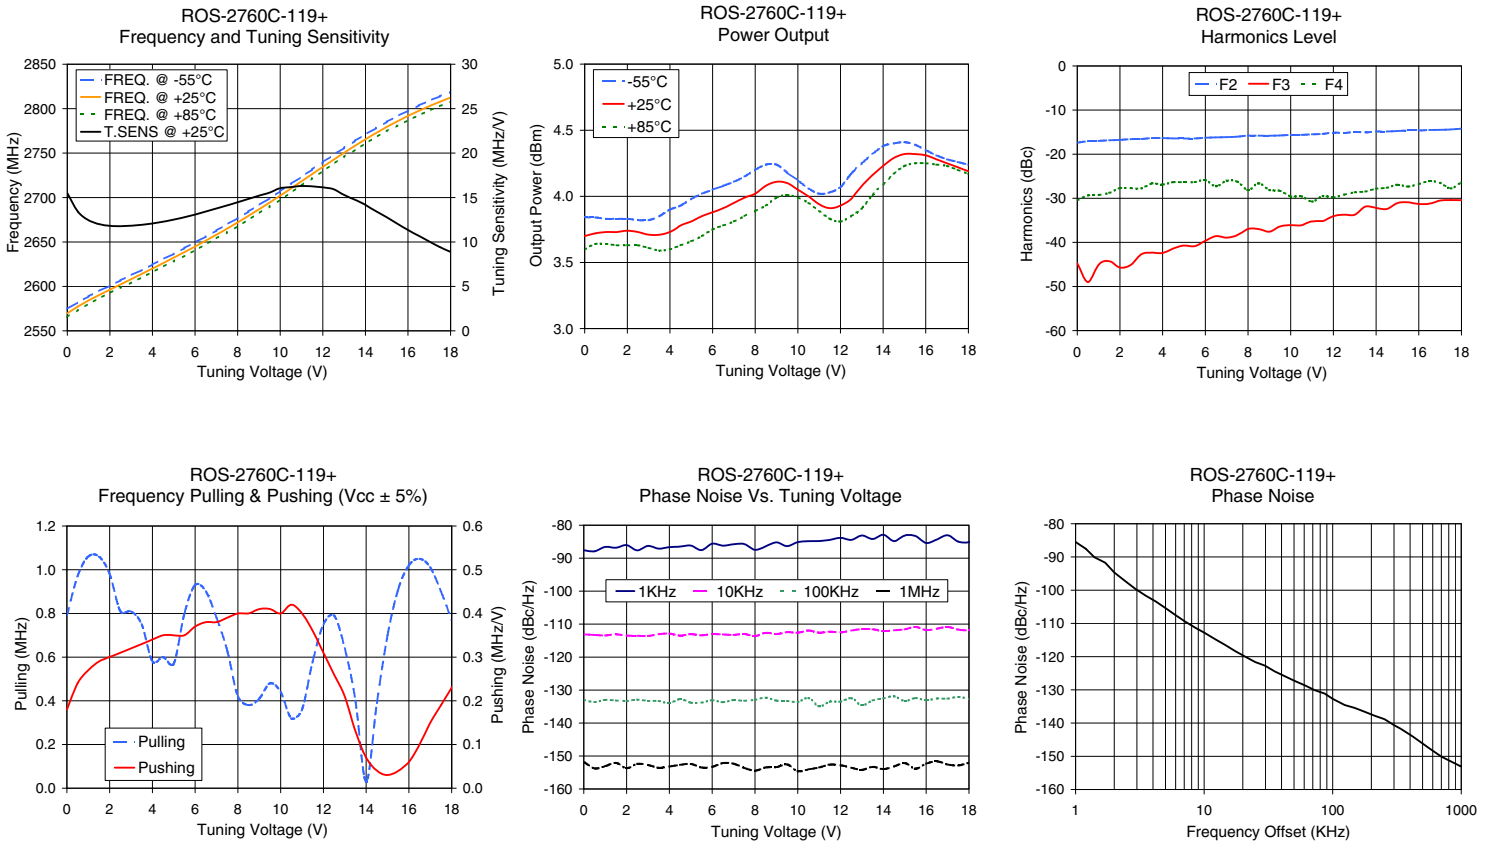 ROS-2760C-119+
Frequency and Tuning Sensitivity
2850
2800
2750
2700
2650
2600
2550
Frequency (MHz)
FREQ. @ -55°C
FREQ. @ +25°C
FREQ. @ +85°C
T.SENS @ +25°C
30
25
20
15
10
5
0
Tuning Sensitivity (MHz/V)
0 2 4 6 8 10 12 14 16 18
Tuning Voltage (V)
ROS-2760C-119+
Power Output
5.0
4.5
4.0
3.5
3.0
Output Power (dBm)
-55°C
+25°C
+85°C
0 2 4 6 8 10 12 14 16 18
Tuning Voltage (V)
ROS-2760C-119+
Harmonics Level
0
-10
-20
-30
-40
-50
-60
Harmonics (dBc)
F2 F3 F4
0 2 4 6 8 10 12 14 16 18
Tuning Voltage (V)
ROS-2760C-119+
Frequency Pulling & Pushing (Vcc ± 5%)
1.2
1.0
0.8
0.6
0.4
0.2
0.0
Pulling (MHz)
Pulling
Pushing
0.6
0.5
0.4
0.3
0.2
0.1
0.0
Pushing (MHz/V)
0 2 4 6 8 10 12 14 16 18
Tuning Voltage (V)
ROS-2760C-119+
Phase Noise Vs. Tuning Voltage
-80
-90
-100
-110
-120
-130
-140
-150
-160
Phase Noise (dBc/Hz)
1KHz 10KHz 100KHz 1MHz
0 2 4 6 8 10 12 14 16 18
Tuning Voltage (V)
ROS-2760C-119+
Phase Noise
-80
-90
-100
-110
-120
-130
-140
-150
-160
Phase Noise (dBc/Hz)
1 10 100 1000
Frequency Offset (KHz)